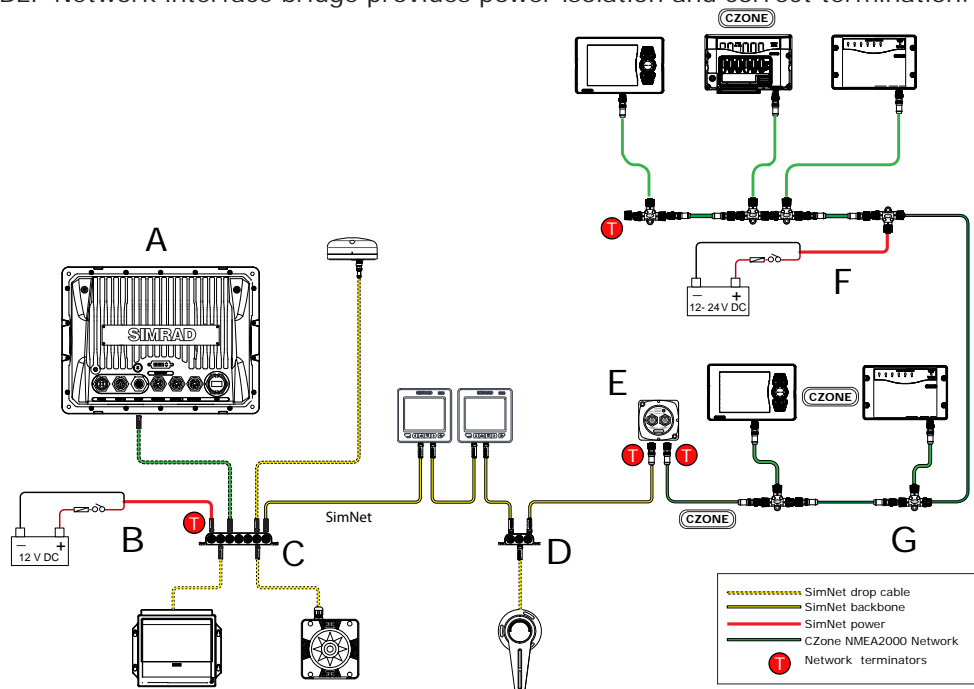 BEP Network interface bridge provides power isolation and correct termination.
CZONE
T
A
SIMRAD
F
12- 24 V DC
E
CZONE
T
T
CZONE
G
B
12 V DC
T
C
SimNet
D
SimNet drop cable
SimNet backbone
SimNet power
CZone NMEA2000 Network
T Network terminators